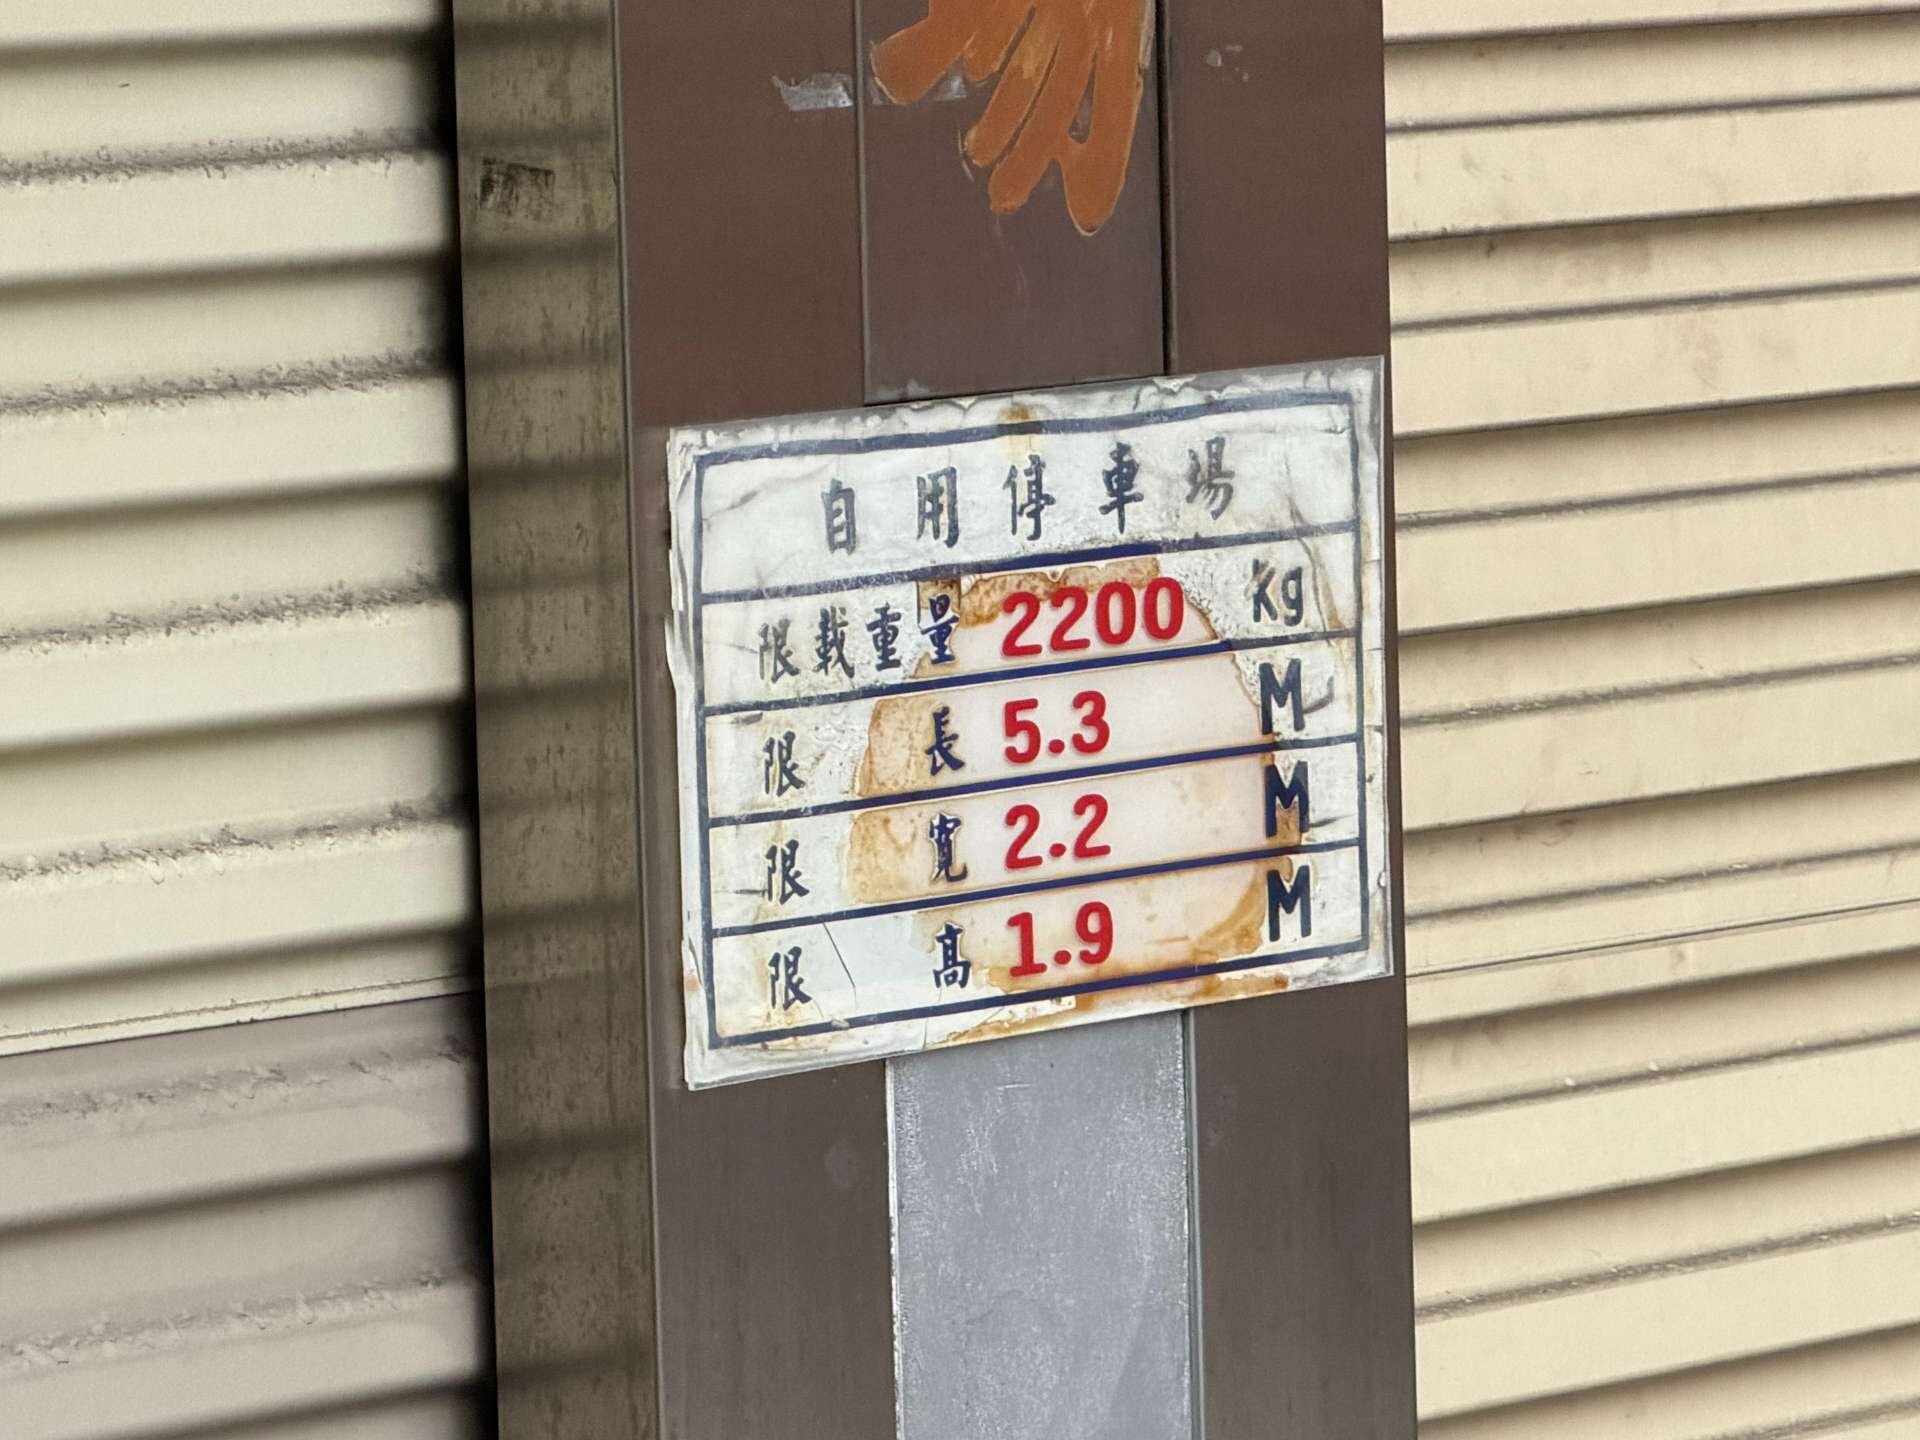 自用停車場
限載重量 2200 Kg
限長 5.3 M
限寬 2.2 M
限高 1.9 M